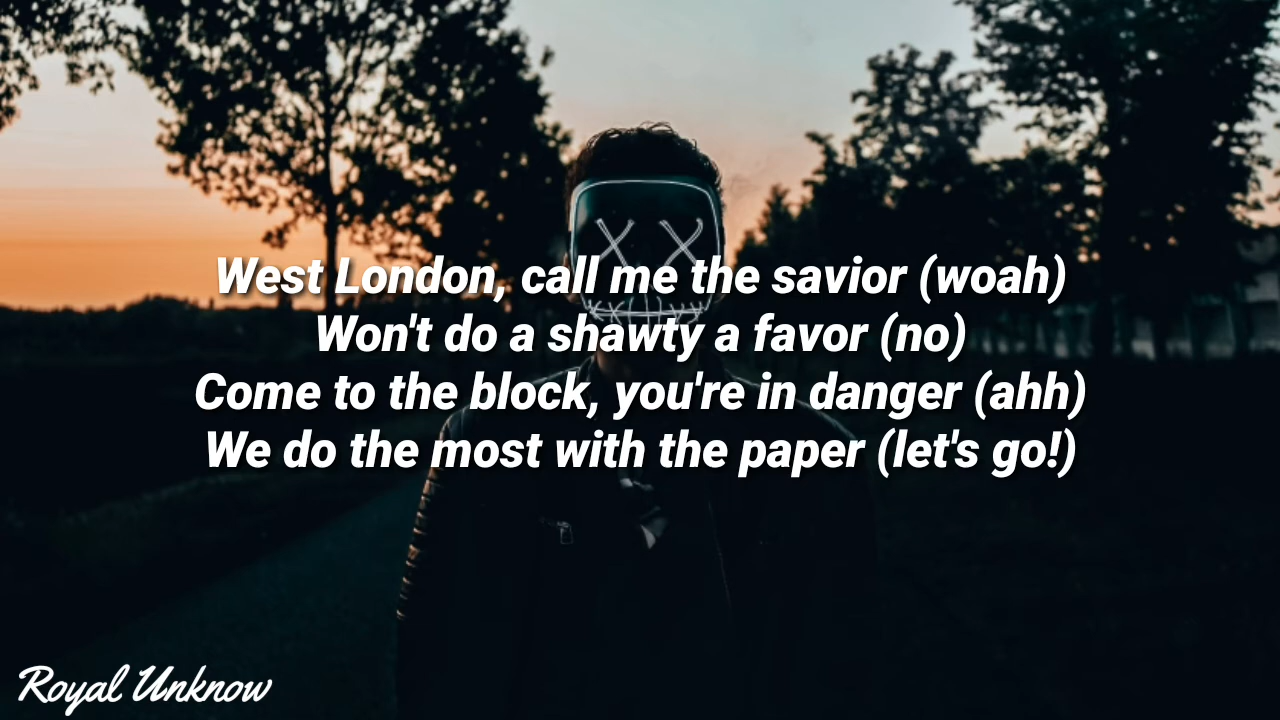 West London, call me the savior (woah)
Won't do a shawty a favor (no)
Come to the block, you're in danger (ahh)
We do the most with the paper (let's go!)
Royal Unknow